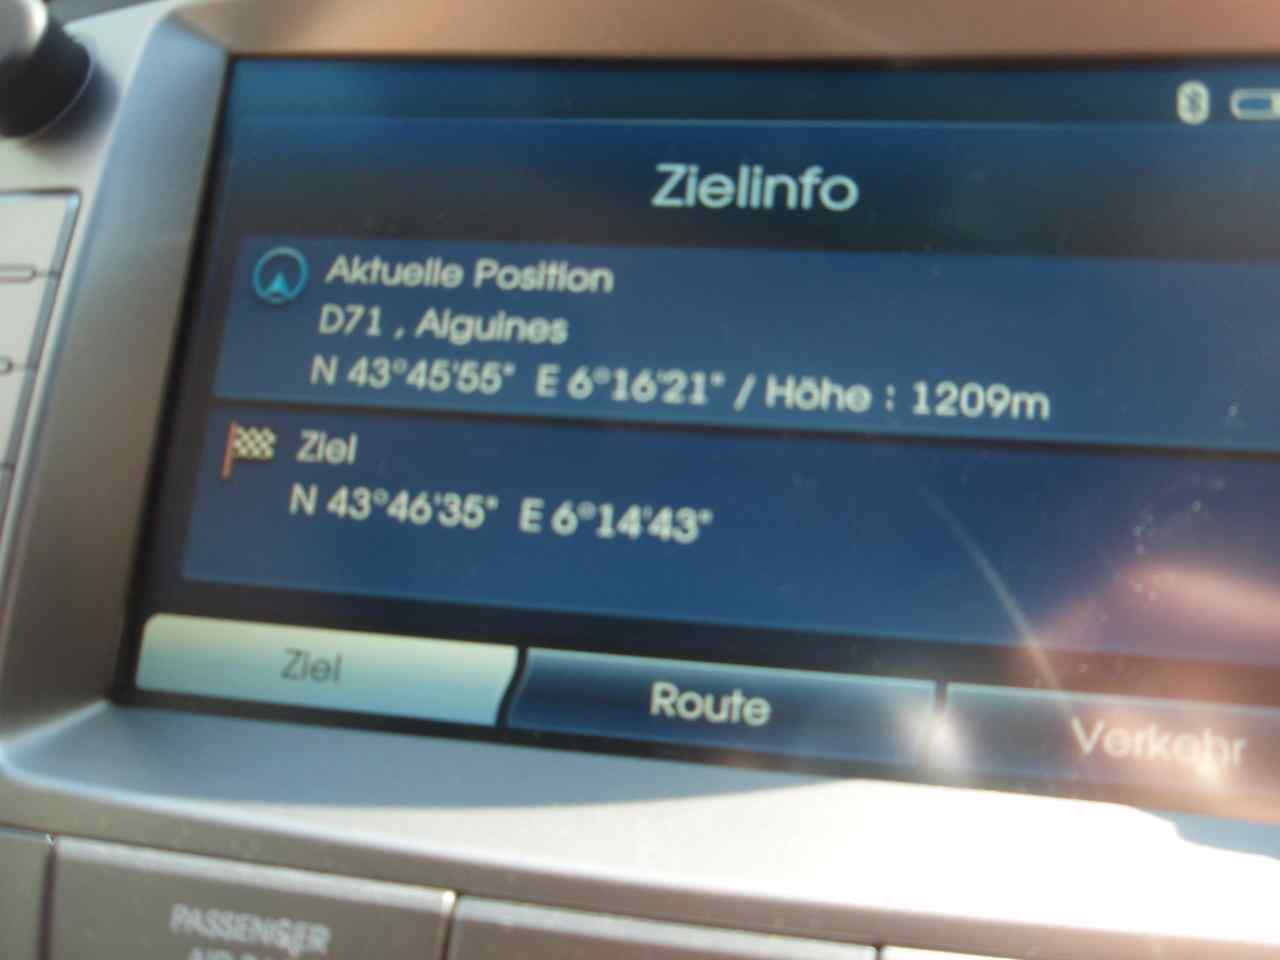 Zielinfo
Aktuelle Position
D71 , Aiguines
N 43°45'55" E 6°16'21" / Höhe : 1209m
Ziel
N 43°46'35" E 6°14'43"
Ziel
Route
Verkehr
PASSENGER